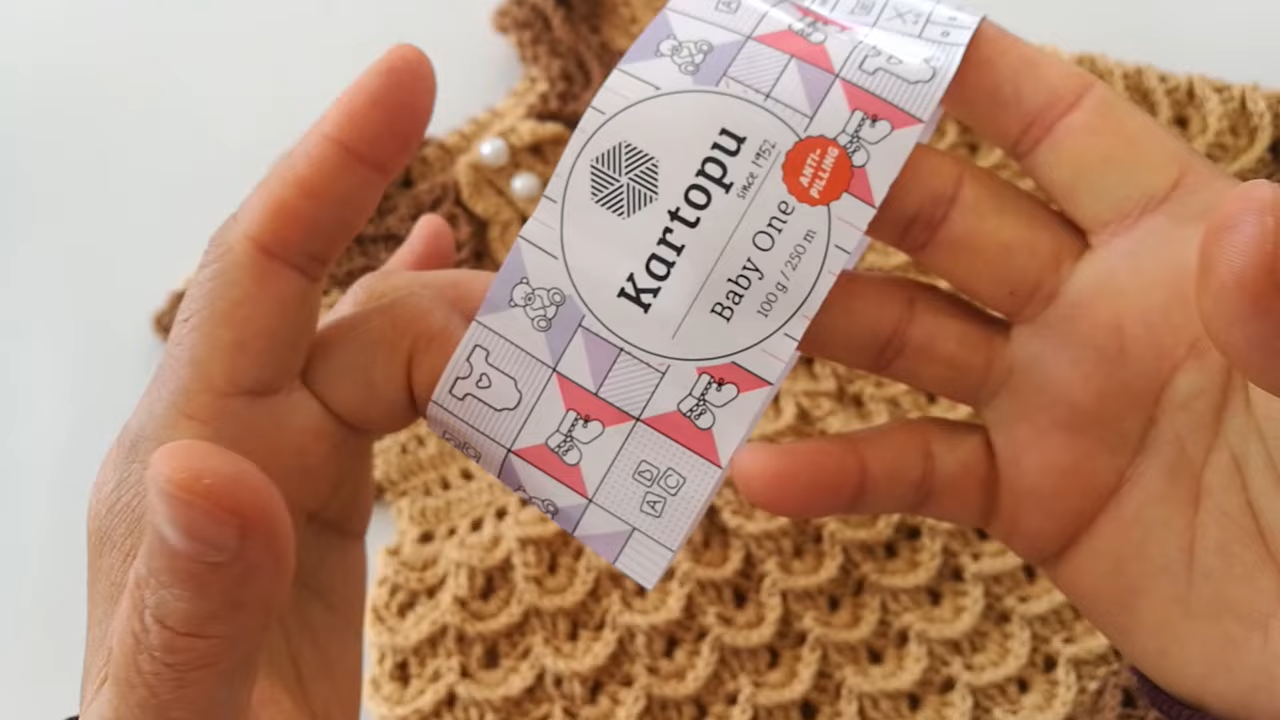 Kartopu
since 1952
Baby One
100 g / 250 m
ANTI-
PILLING
D
A C